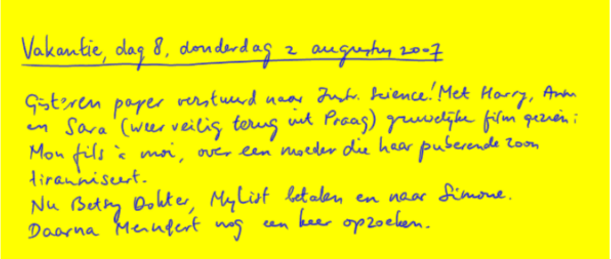 Vakantie, dag 8, donderdag 2 augustus 2007
Gisteren paper verstuurd naar Instr. Science! Met Harry, Ann
en Sara (weer veilig terug uit Praag) gruwelijke film gezien:
Mon fils à moi, over een moeder die haar puberende zoon
tiranniseert.
Nu Betsy Dokter, MyList betalen en naar Simone.
Daarna Meindert nog een keer opzoeken.